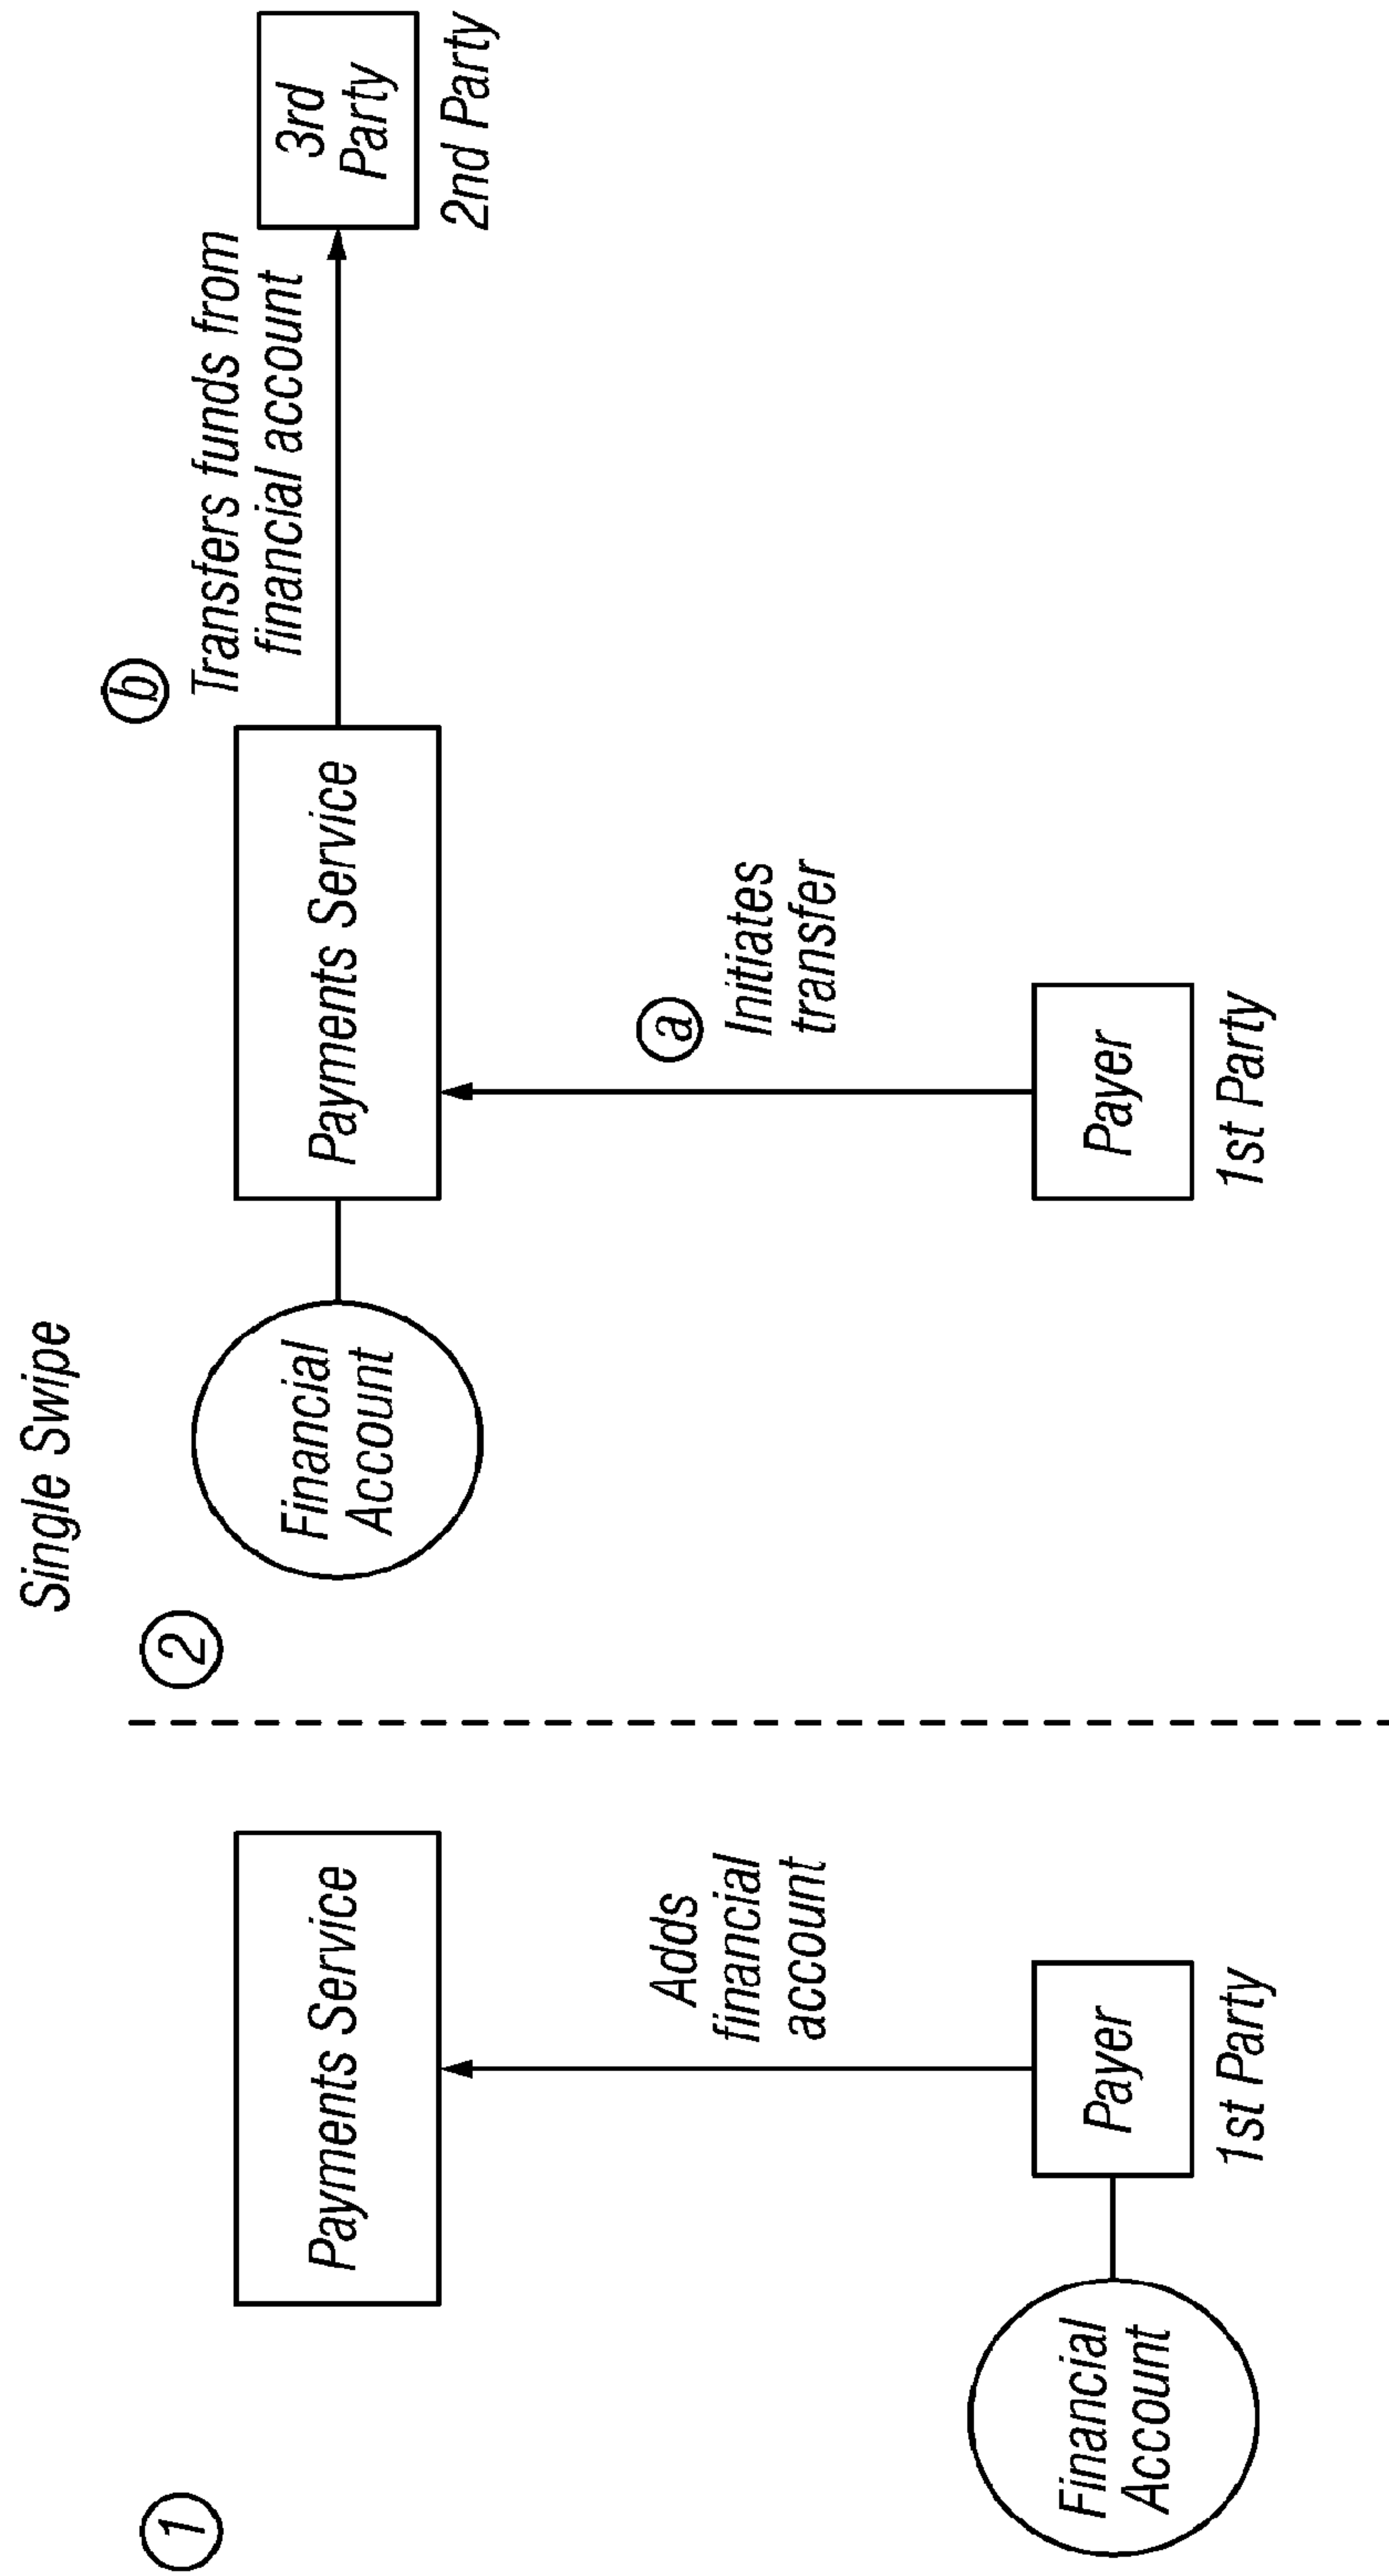 Single Swipe
1
Payments Service
Adds
financial
account
Financial
Account
Payer
1st Party
2
Financial
Account
Payments Service
b
Transfers funds from
financial account
3rd
Party
2nd Party
a
Initiates
transfer
Payer
1st Party